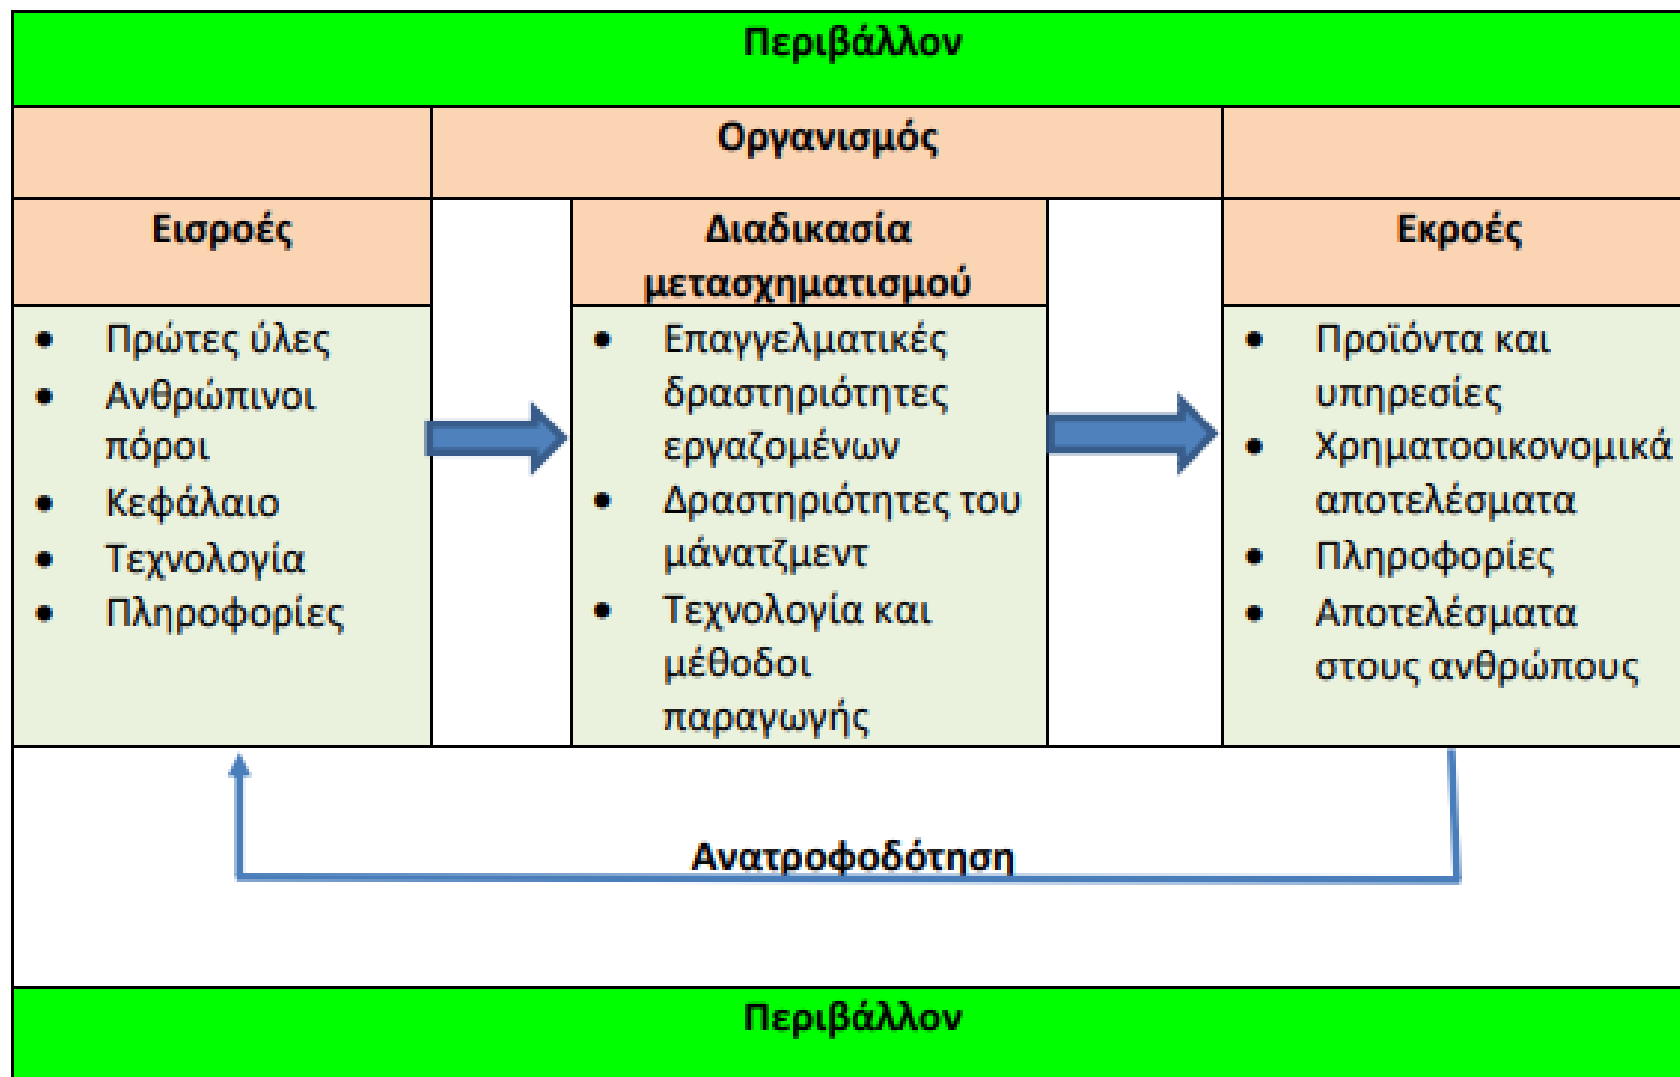 Περιβάλλον
Οργανισμός
Εισροές
Διαδικασία
μετασχηματισμού
Εκροές
• Πρώτες ύλες
• Ανθρώπινοι
πόροι
• Κεφάλαιο
• Τεχνολογία
• Πληροφορίες
• Επαγγελματικές
δραστηριότητες
εργαζομένων
• Δραστηριότητες του
μάνατζμεντ
• Τεχνολογία και
μέθοδοι
παραγωγής
• Προϊόντα και
υπηρεσίες
• Χρηματοοικονομικά
αποτελέσματα
• Πληροφορίες
• Αποτελέσματα
στους ανθρώπους
Ανατροφοδότηση
Περιβάλλον